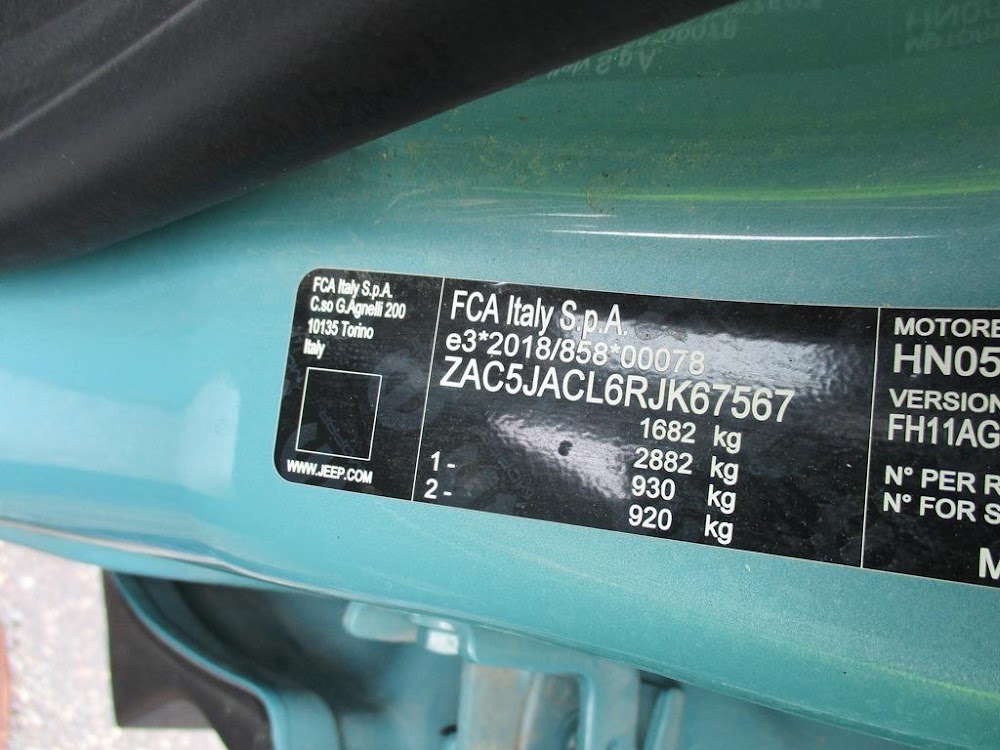 FCA Italy S.p.A.
C.so G.Agnelli 200
10135 Torino
Italy
WWW.JEEP.COM
FCA Italy S.p.A.
e3*2018/858*00078
ZAC5JACL6RJK67567
1682 kg
2882 kg
1- 930 kg
2- 920 kg
MOTORE
HN05
VERSION
FH11AG
N° PER R
N° FOR S
M